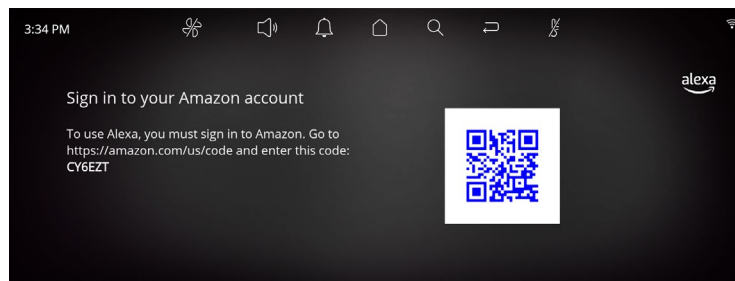 3:34 PM
alexa
Sign in to your Amazon account
To use Alexa, you must sign in to Amazon. Go to
https://amazon.com/us/code and enter this code:
CY6EZT